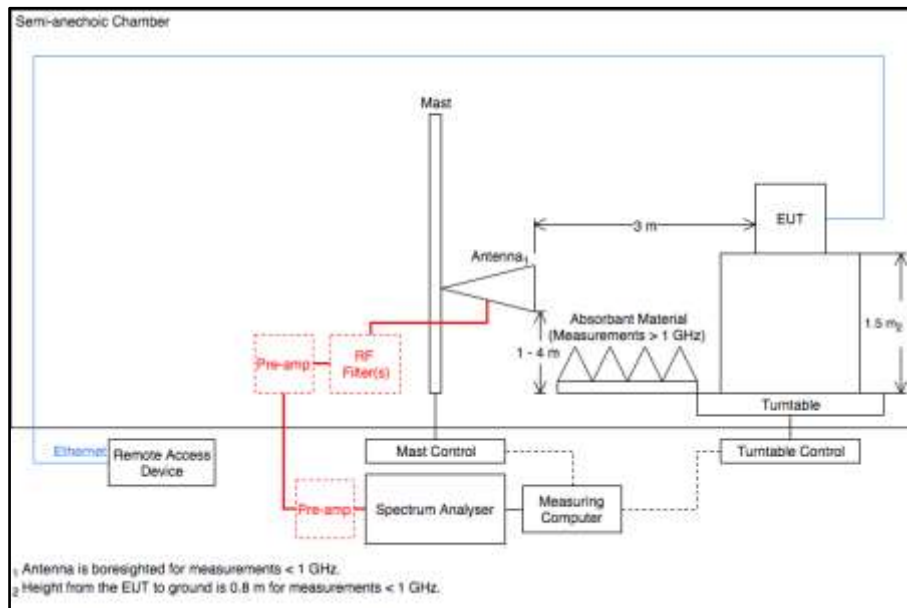 Semi-anechoic Chamber
Mast
EUT
3 m
Antenna1
1.5 m2
Absorbant Material
(Measurements > 1 GHz)
1 - 4 m
Pre-amp
RF
Filter(s)
Turntable
Ethernet
Remote Access
Device
Mast Control
Turntable Control
Pre-amp
Spectrum Analyser
Measuring
Computer
1 Antenna is boresighted for measurements < 1 GHz.
2 Height from the EUT to ground is 0.8 m for measurements < 1 GHz.